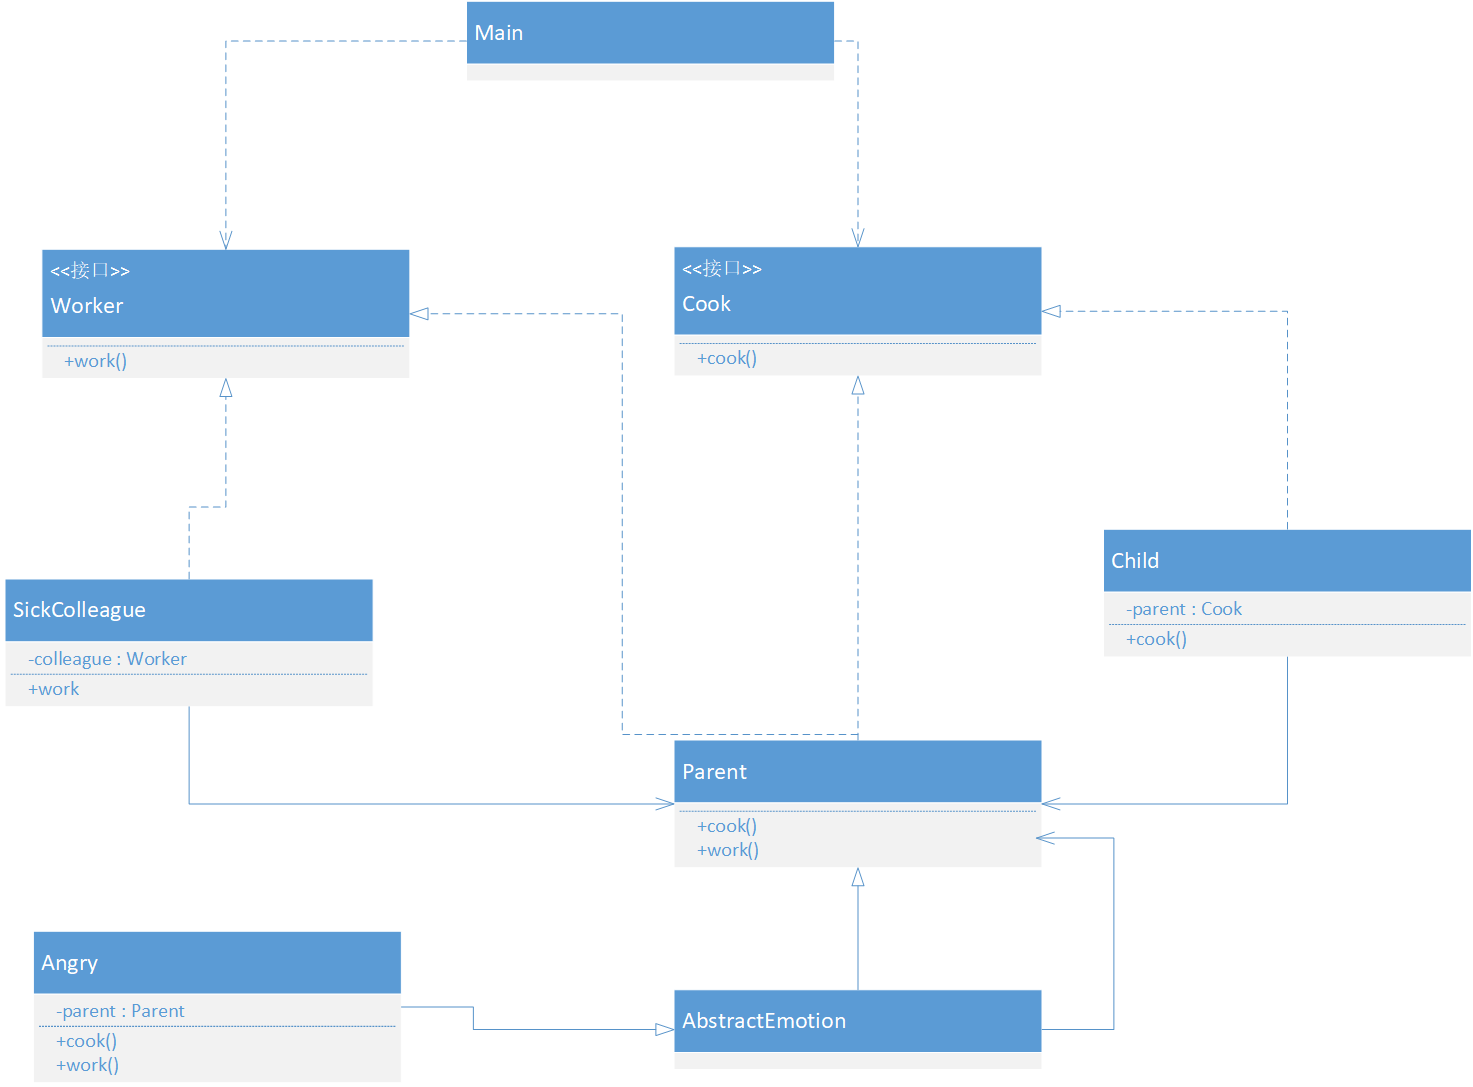 Main
<<接口>>
Worker
+work()
<<接口>>
Cook
+cook()
SickColleague
-colleague : Worker
+work
Child
-parent : Cook
+cook()
Parent
+cook()
+work()
Angry
-parent : Parent
+cook()
+work()
AbstractEmotion